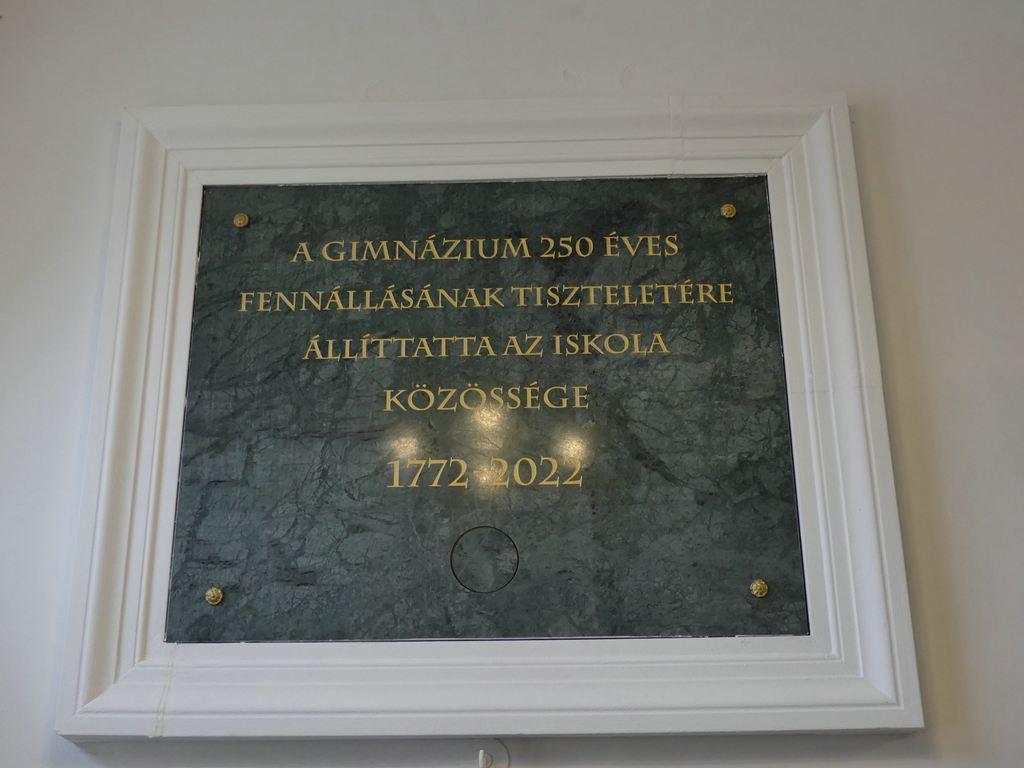 A GIMNÁZIUM 250 ÉVES
FENNÁLLÁSÁNAK TISZTELETÉRE
ÁLLÍTTATTA AZ ISKOLA
KÖZÖSSÉGE
1772-2022